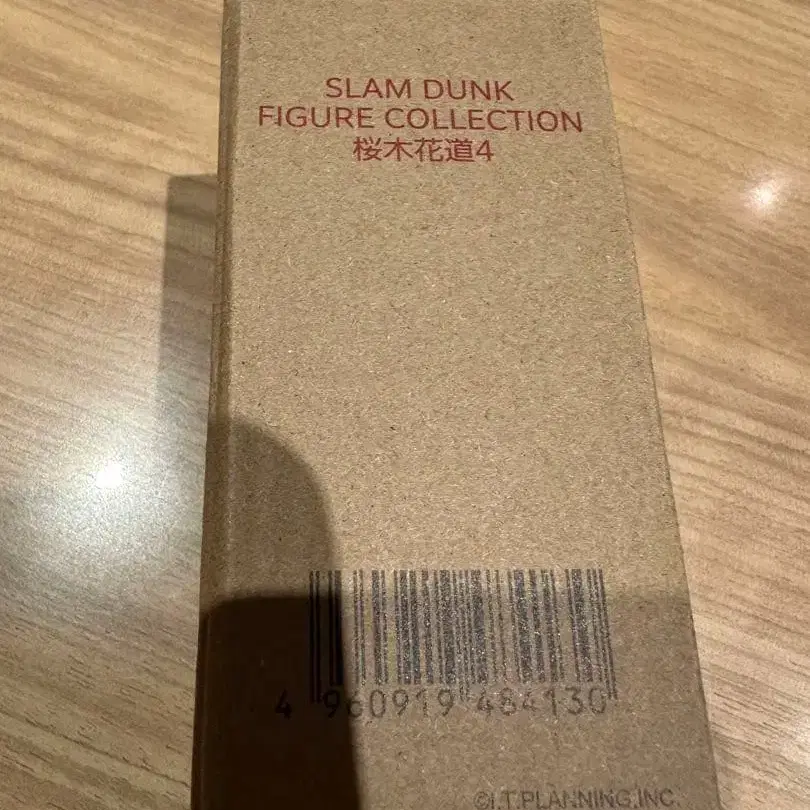 SLAM DUNK
FIGURE COLLECTION
桜木花道4
4 960919 484130
©I.T.PLANNING,INC